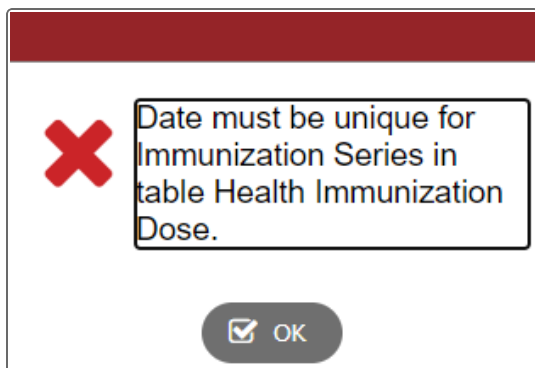 Date must be unique for
Immunization Series in
table Health Immunization
Dose.
OK